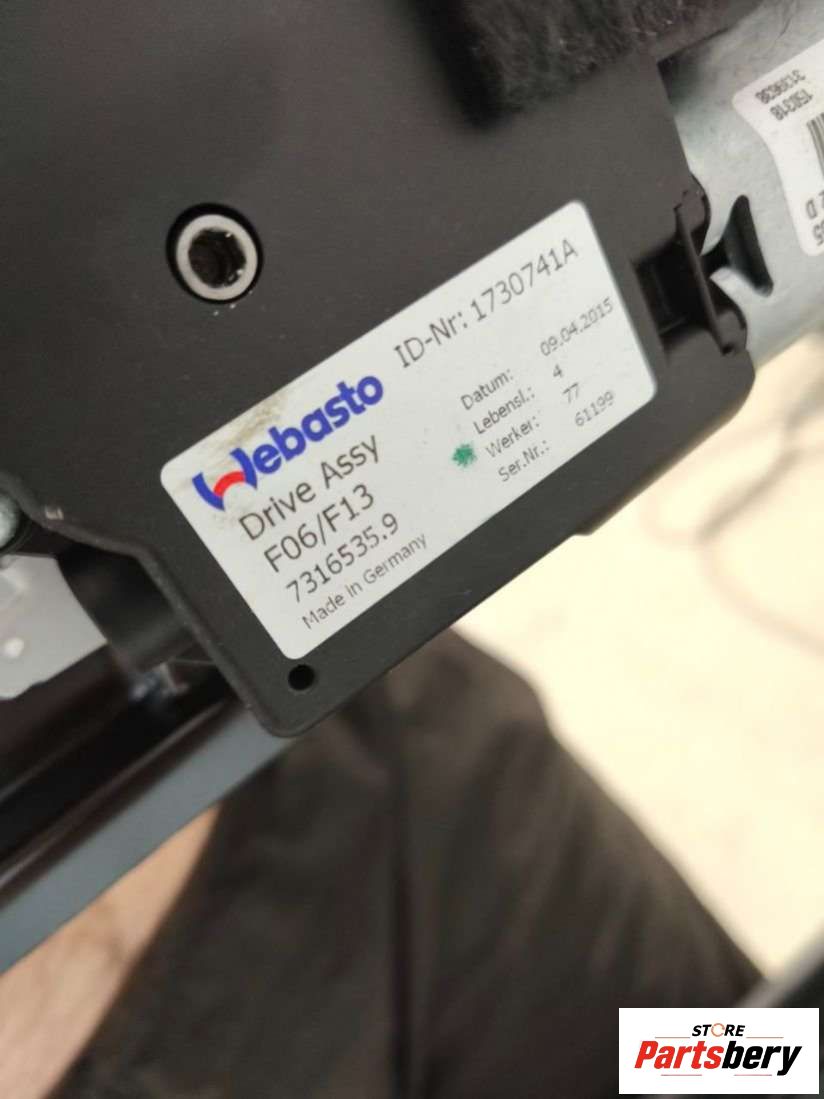 Webasto
ID-Nr: 1730741A
Drive Assy
F06/F13
7316535.9
Made in Germany
Datum: 09.04.2015
Lebensl.: 4
Werker: 77
Ser.Nr.: 61199
150318
STORE
Partsbery